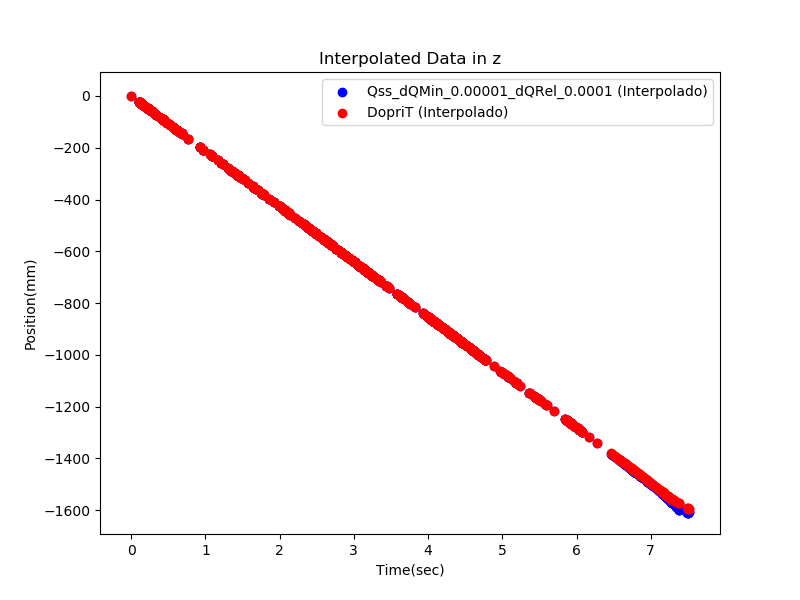 Interpolated Data in z
Qss_dQMin_0.00001_dQRel_0.0001 (Interpolado)
DopriT (Interpolado)
Position(mm)
0
−200
−400
−600
−800
−1000
−1200
−1400
−1600
0 1 2 3 4 5 6 7
Time(sec)